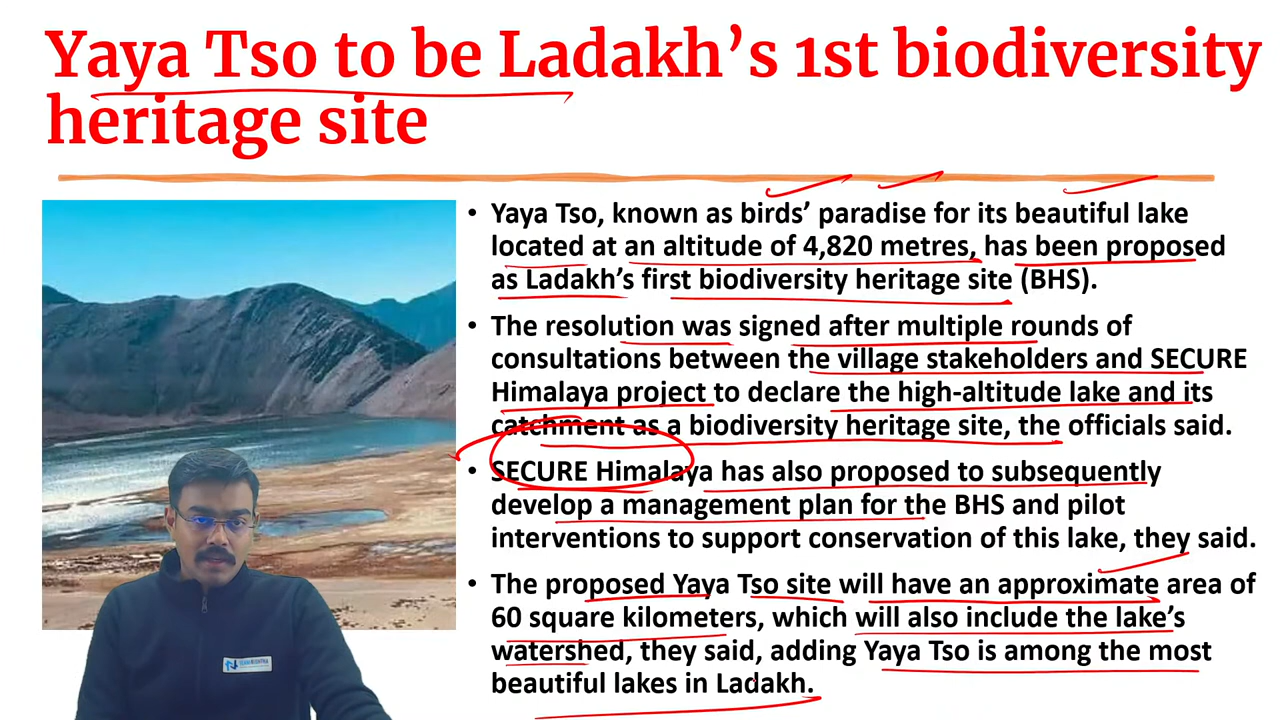 Yaya Tso to be Ladakh’s 1st biodiversity
heritage site
• Yaya Tso, known as birds’ paradise for its beautiful lake
located at an altitude of 4,820 metres, has been proposed
as Ladakh’s first biodiversity heritage site (BHS).
• The resolution was signed after multiple rounds of
consultations between the village stakeholders and SECURE
Himalaya project to declare the high-altitude lake and its
catchment as a biodiversity heritage site, the officials said.
• SECURE Himalaya has also proposed to subsequently
develop a management plan for the BHS and pilot
interventions to support conservation of this lake, they said.
• The proposed Yaya Tso site will have an approximate area of
60 square kilometers, which will also include the lake’s
watershed, they said, adding Yaya Tso is among the most
beautiful lakes in Ladakh.